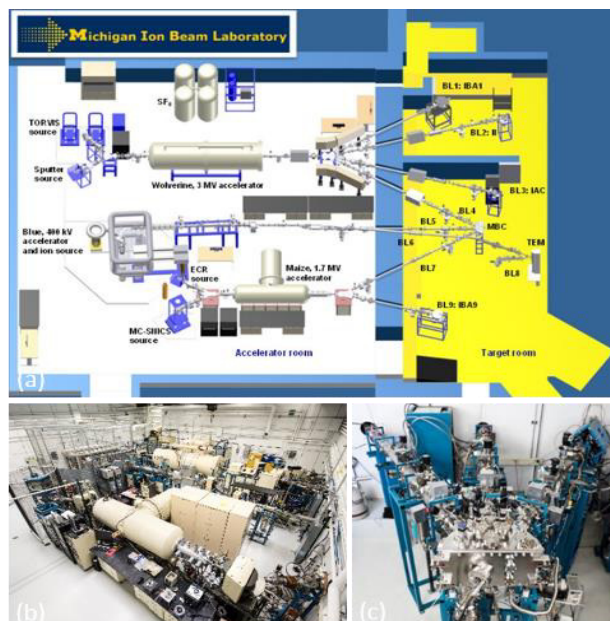 Michigan Ion Beam Laboratory
SF₆
TORVIS
source
Sputter
source
Wolverine, 3 MV accelerator
BL1: IBA1
BL2: II
BL3: IAC
BL4
BL5
MBC
BL6
TEM
BL7
BL8
Blue, 400 kV
accelerator
and ion source
ECR
source
Maize, 1.7 MV
accelerator
MC-SNICS
source
BL9: IBA9
(a)
Accelerator room
Target room
(b)
(c)